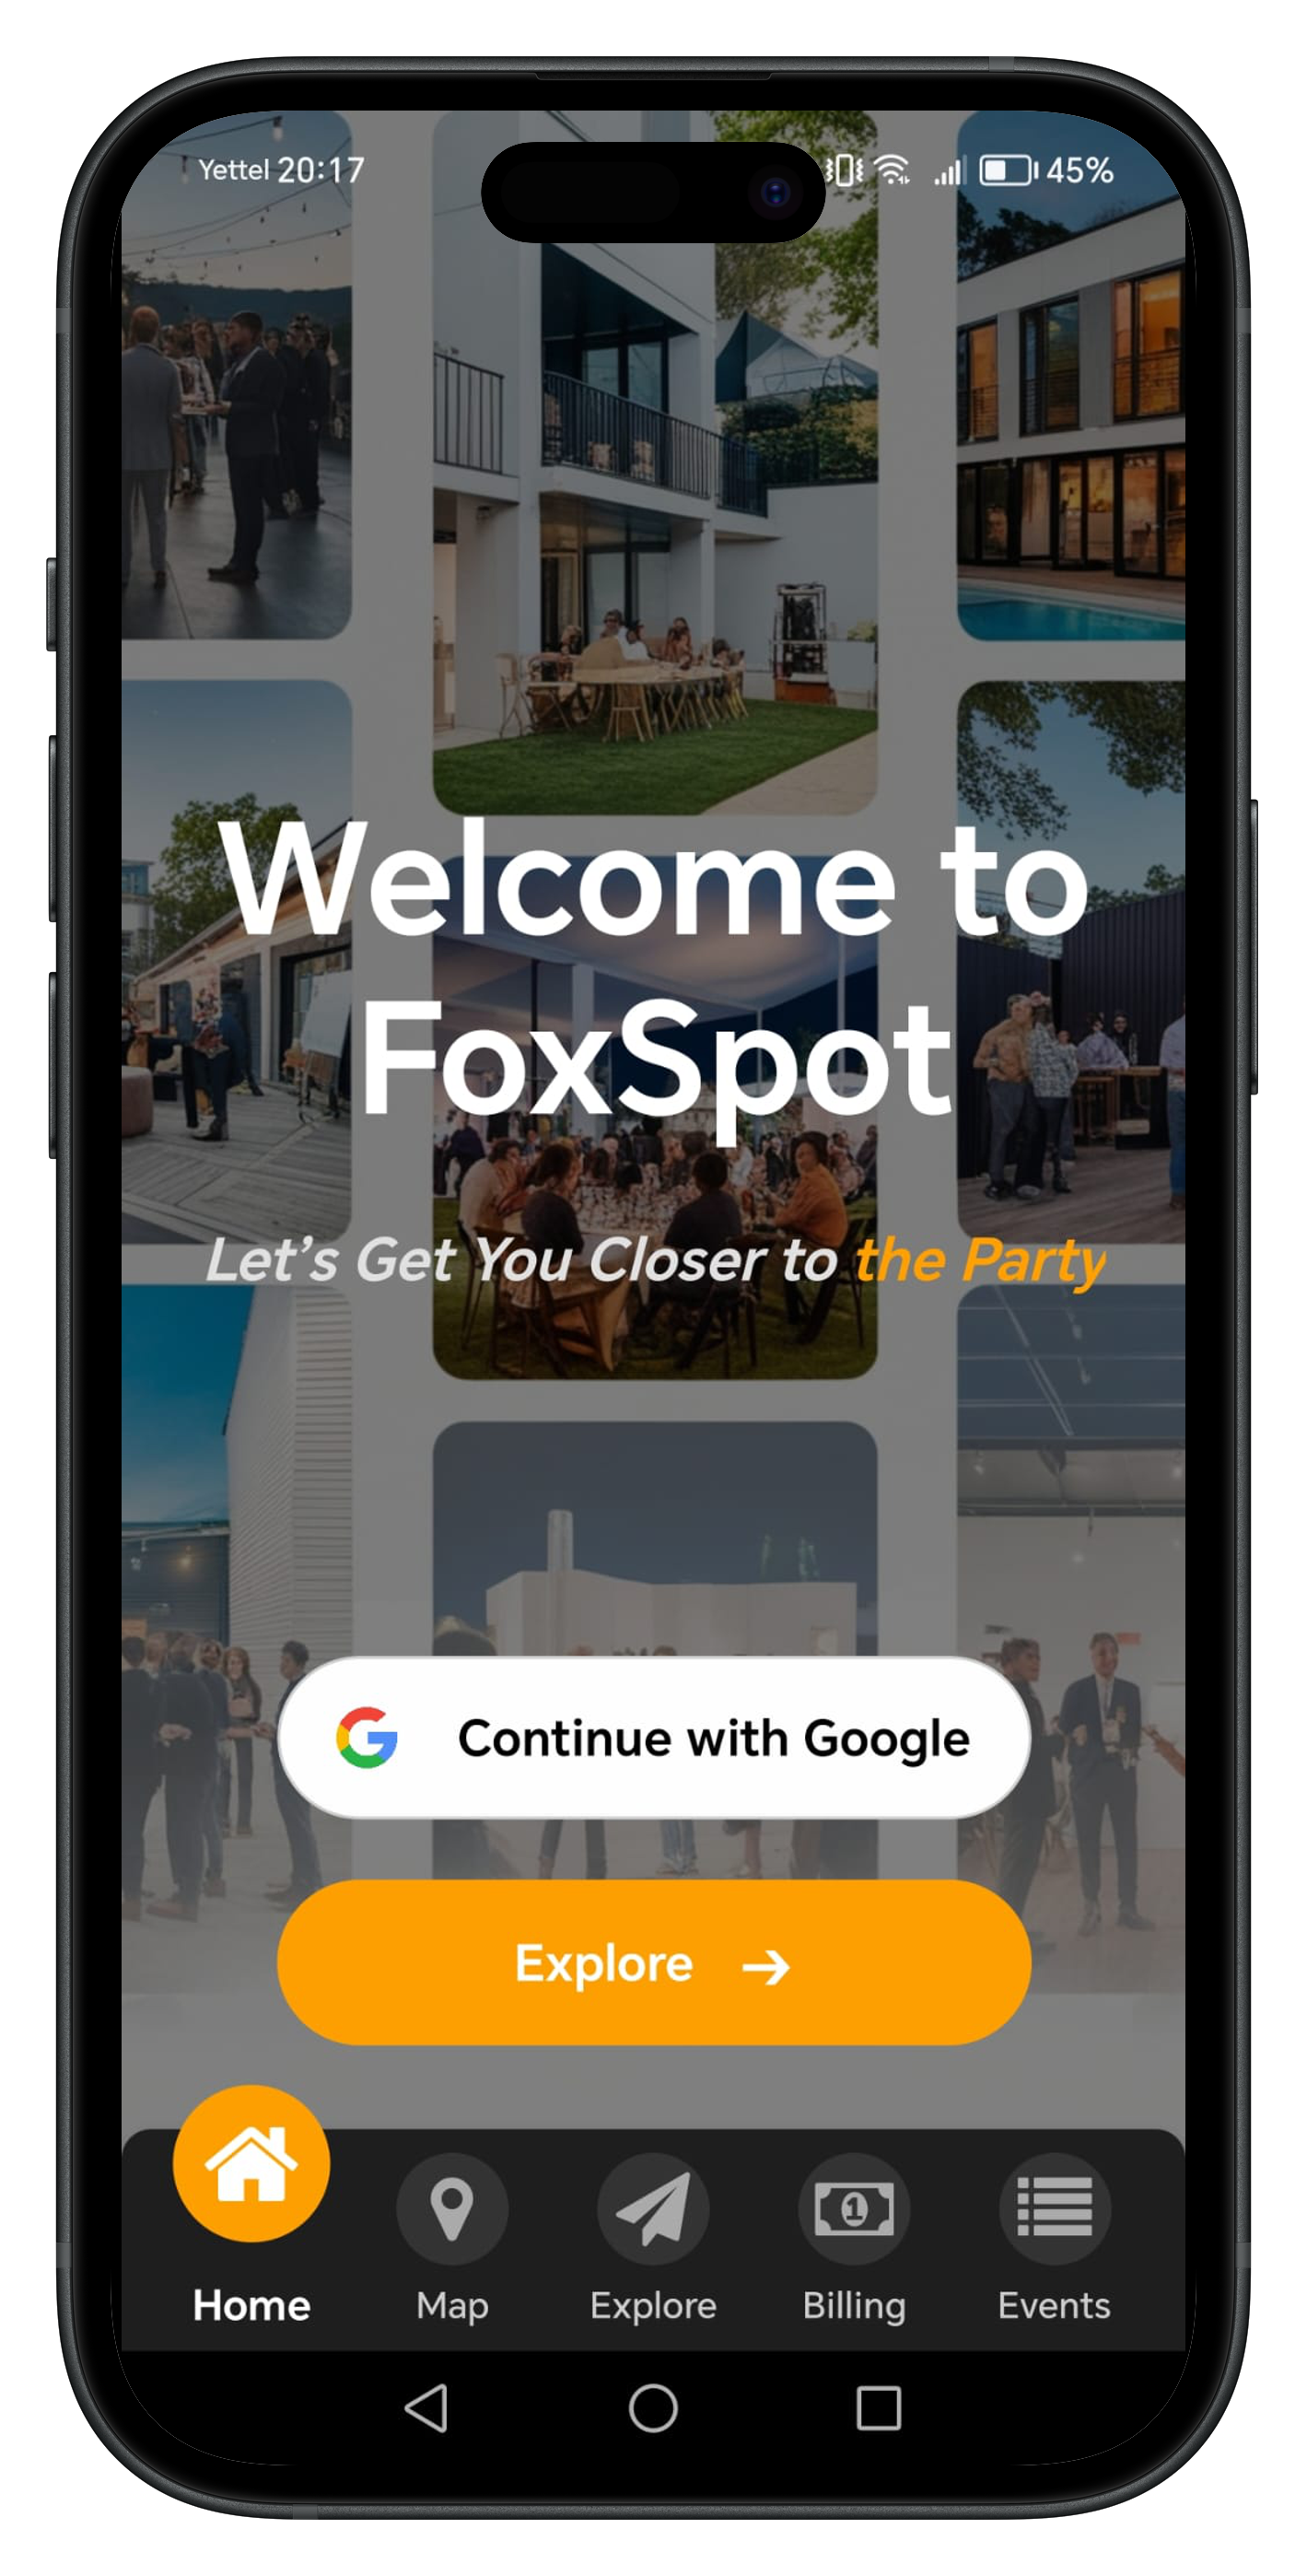 Yettel 20:17 45%
Welcome to
FoxSpot
Let's Get You Closer to the Party
Continue with Google
Explore →
1
Home Map Explore Billing Events